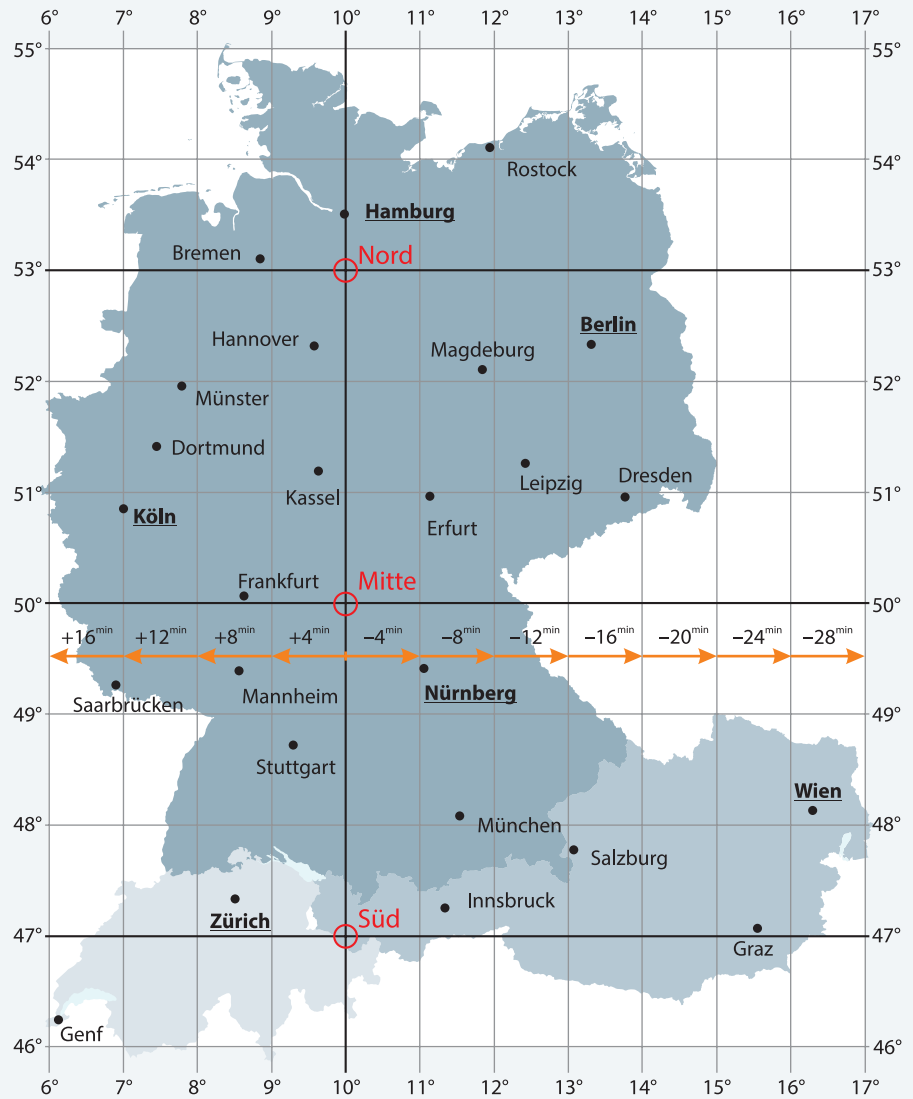 6° 7° 8° 9° 10° 11° 12° 13° 14° 15° 16° 17°
55° 55°
54° 54°
Rostock
Hamburg
Bremen
Nord
53° 53°
Berlin
Hannover
Magdeburg
52° 52°
Münster
Dortmund
Leipzig
Dresden
Kassel
51° 51°
Köln
Erfurt
Frankfurt
Mitte
50° 50°
+16min +12min +8min +4min -4min -8min -12min -16min −20min −24min −28min
Saarbrücken
Mannheim
Nürnberg
49° 49°
Stuttgart
Wien
48° 48°
München
Salzburg
Innsbruck
Zürich
Süd
47° 47°
Graz
Genf
46° 46°
6° 7° 8° 9° 10° 11° 12° 13° 14° 15° 16° 17°